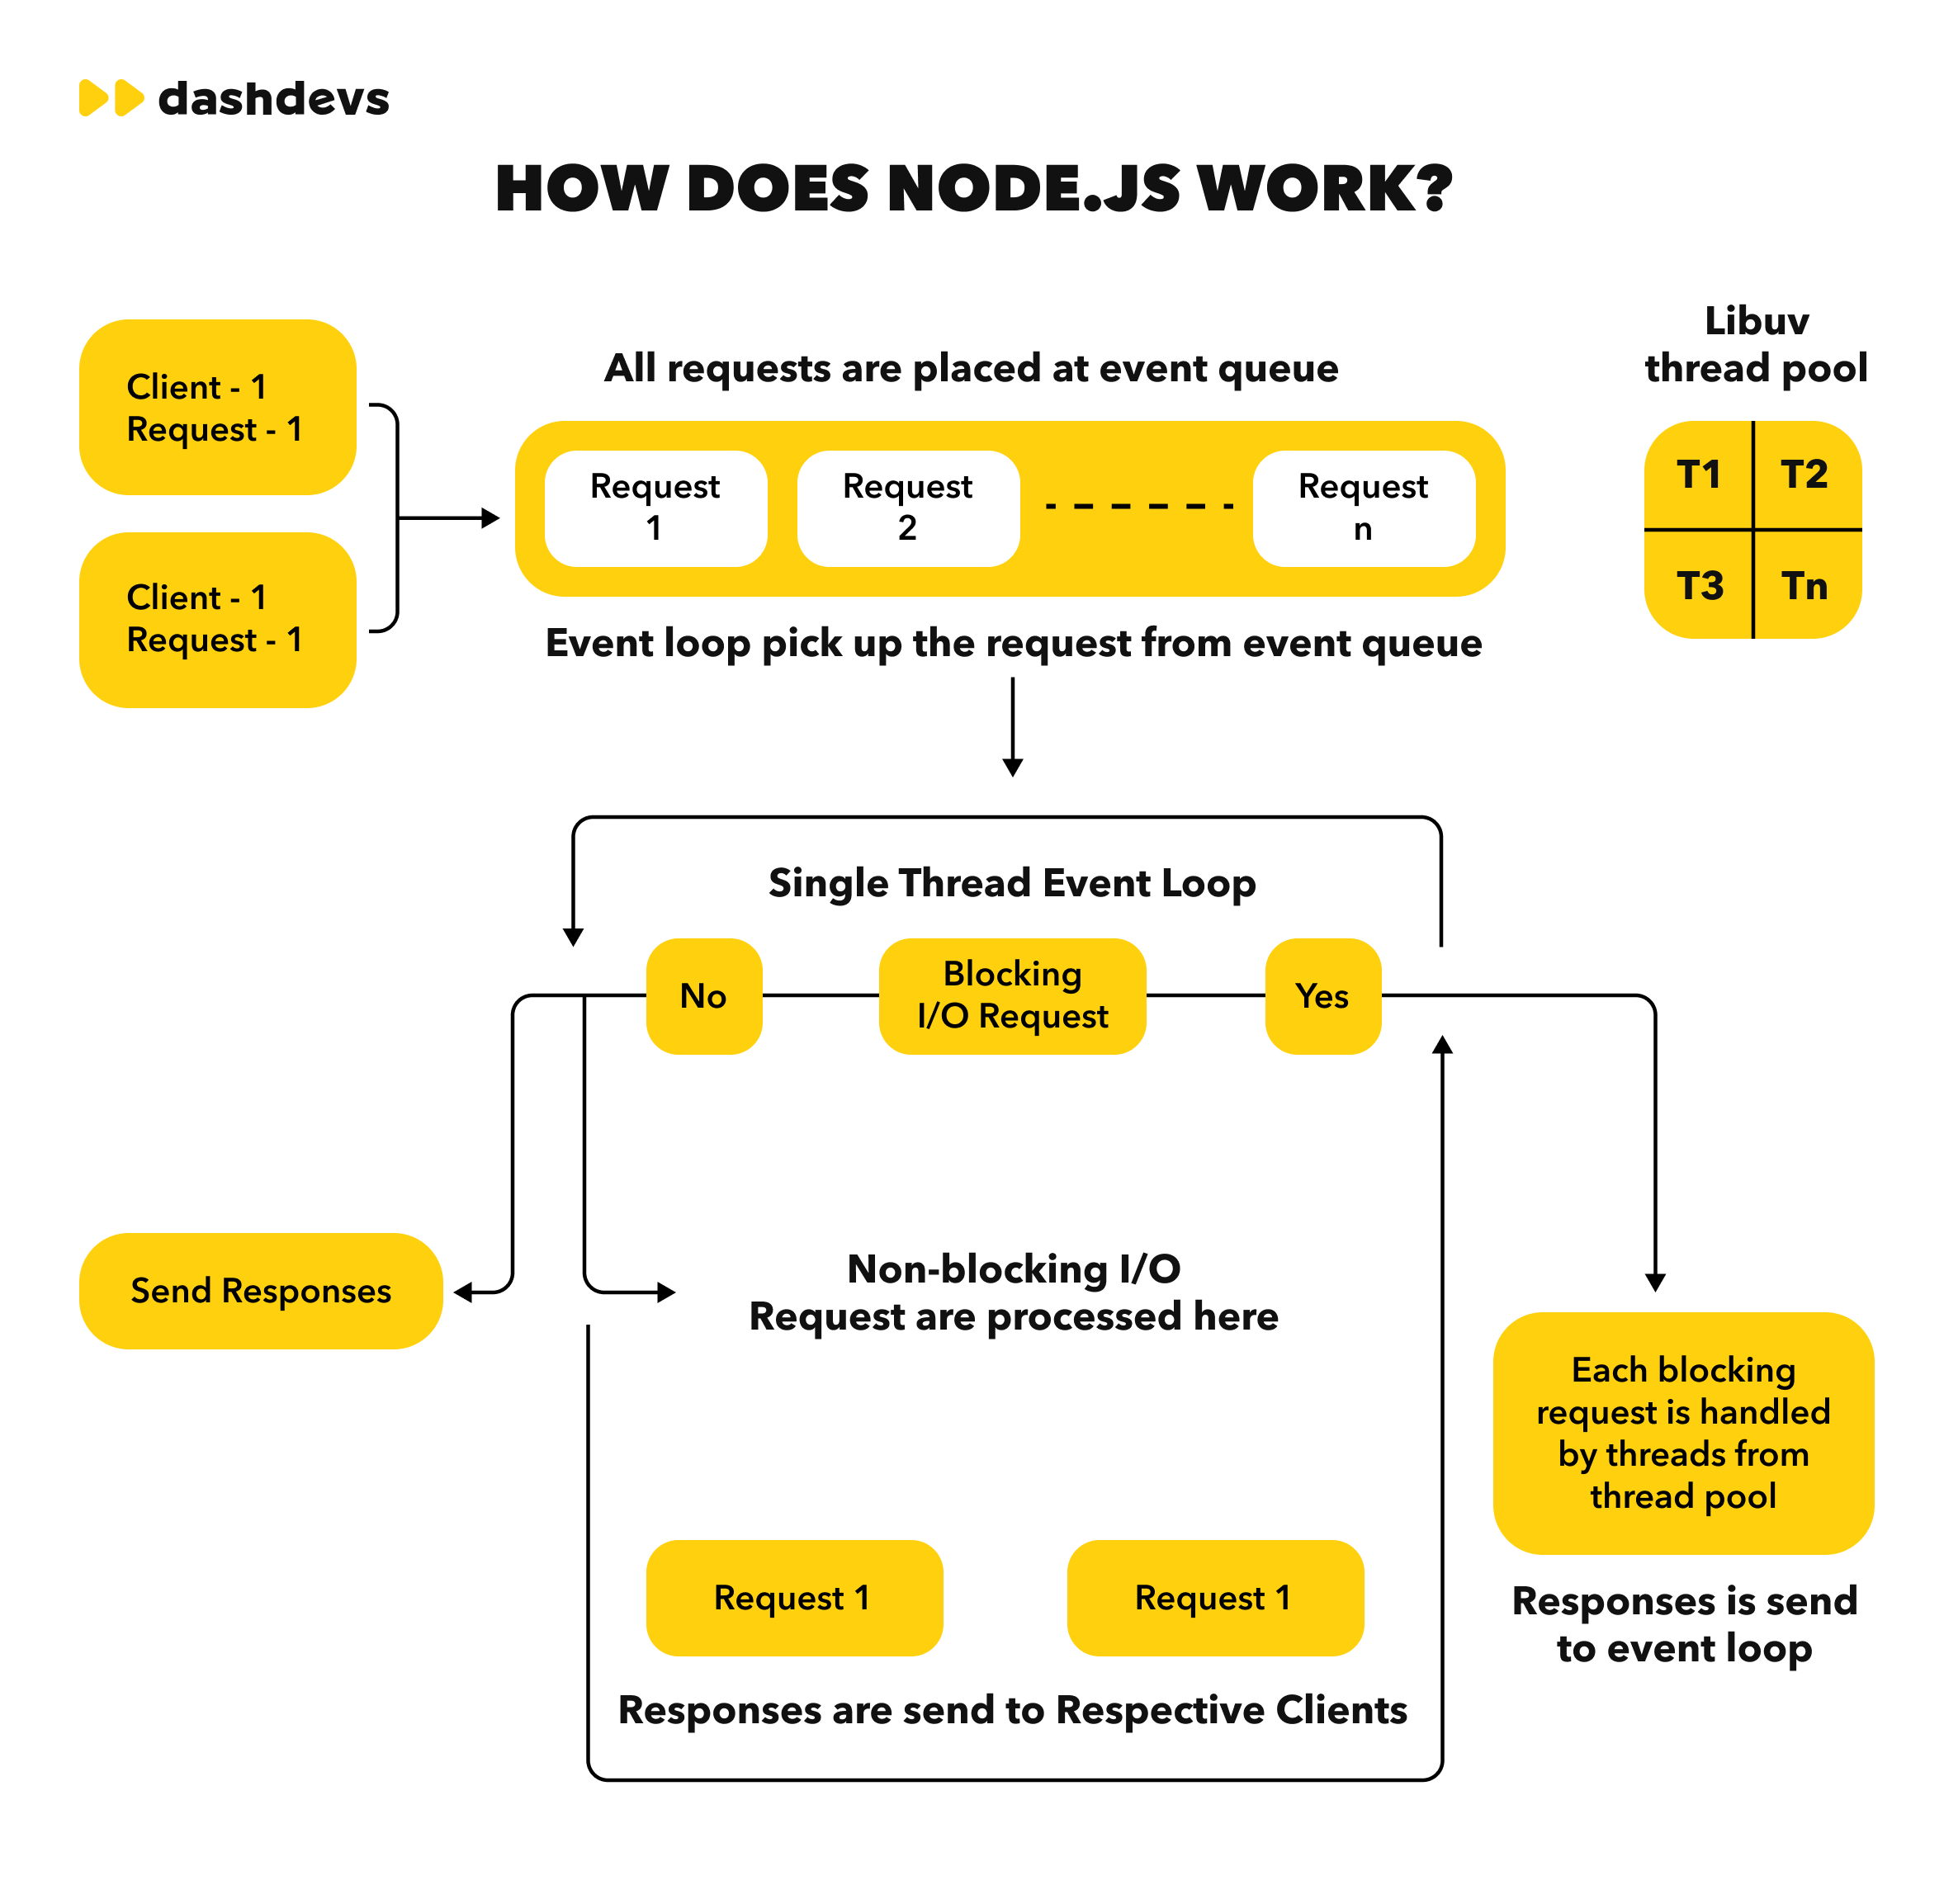 dashdevs
HOW DOES NODE.JS WORK?
Client - 1
Request - 1
Client - 1
Request - 1
All requests are placed at event queue
Request
1
Request
2
Request
n
Event loop pick up the request from event queue
Libuv
thread pool
T1
T2
T3
Tn
Single Thread Event Loop
No
Blocking
I/O Request
Yes
Send Responses
Non-blocking I/O
Request are processed here
Each blocking
request is handled
by threads from
thread pool
Responses is send
to event loop
Request 1
Request 1
Responses are send to Respective Clients